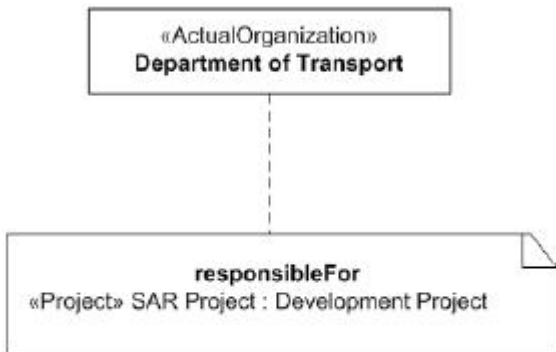 «ActualOrganization»
Department of Transport
responsibleFor
«Project» SAR Project : Development Project